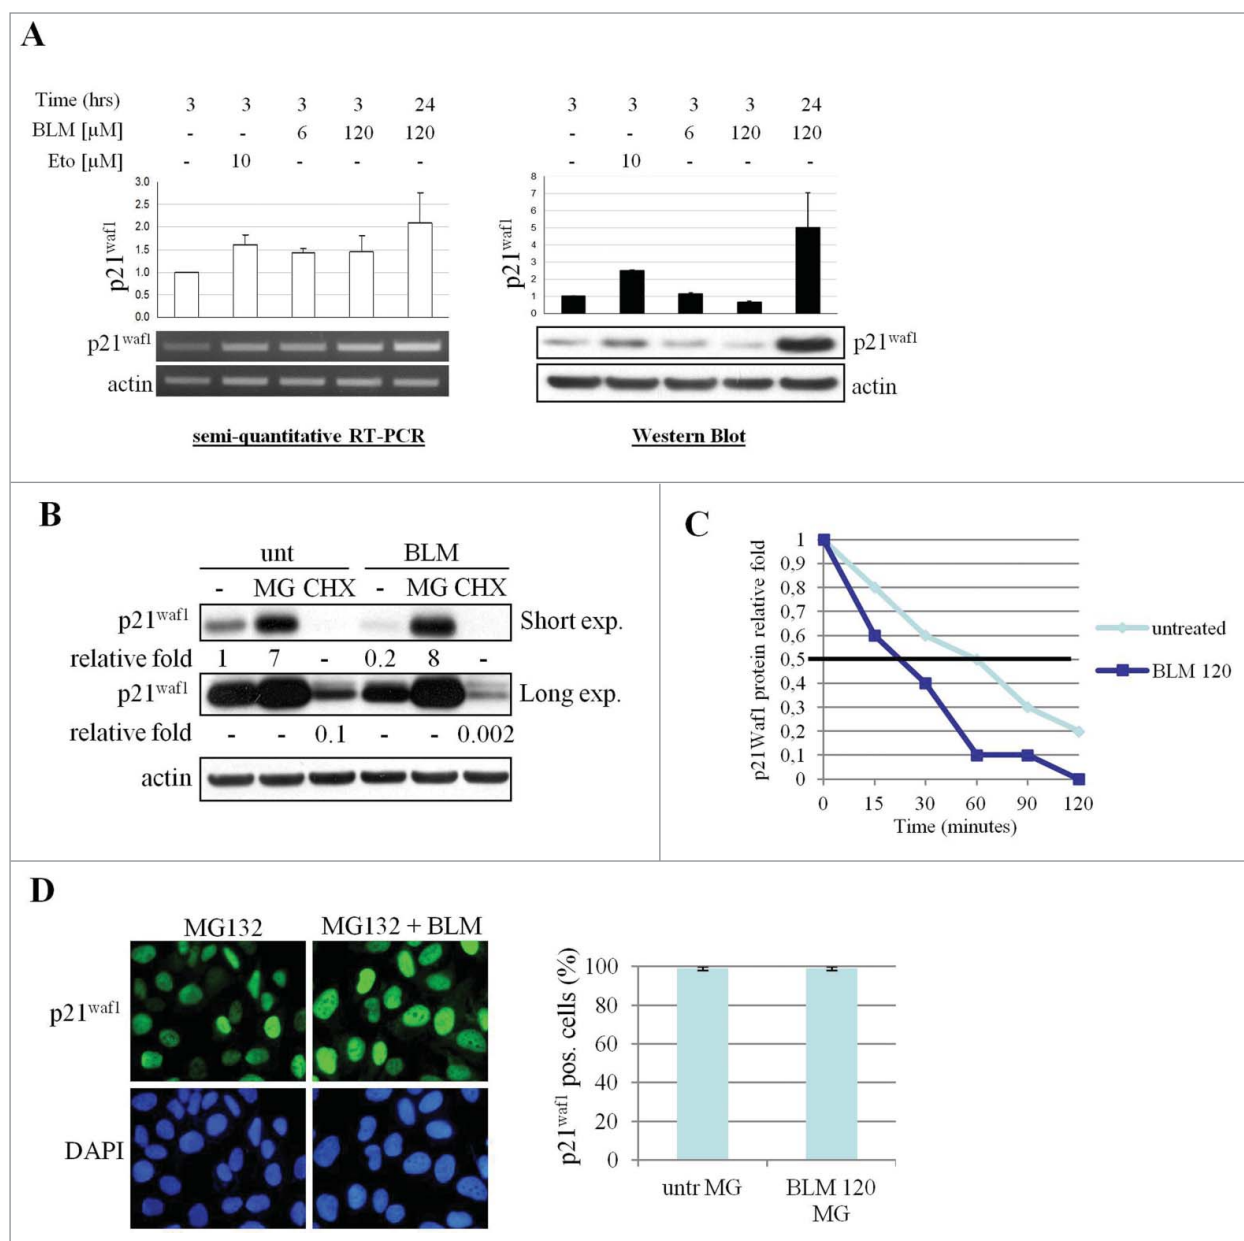 A
Time (hrs) 3 3 3 3 24
BLM [µM] - - 6 120 120
Eto [µM] - 10 - - -
3.0
2.5
2.0
1.5
1.0
0.5
0.0
p21waf1
p21waf1
actin
semi-quantitative RT-PCR
3 3 3 3 24
- - 6 120 120
- 10 - - -
8
7
6
5
4
3
2
1
0
p21waf1
p21waf1
actin
Western Blot
B
unt BLM
- MG CHX - MG CHX
p21waf1 Short exp.
relative fold 1 7 - 0.2 8 -
p21waf1 Long exp.
relative fold - - 0.1 - - 0.002
actin
C
p21Waf1 protein relative fold
1
0,9
0,8
0,7
0,6
0,5
0,4
0,3
0,2
0,1
0
0 15 30 60 90 120
Time (minutes)
untreated
BLM 120
D
MG132 MG132 + BLM
p21waf1
DAPI
p21waf1 pos. cells (%)
100
80
60
40
20
0
untr MG BLM 120
MG